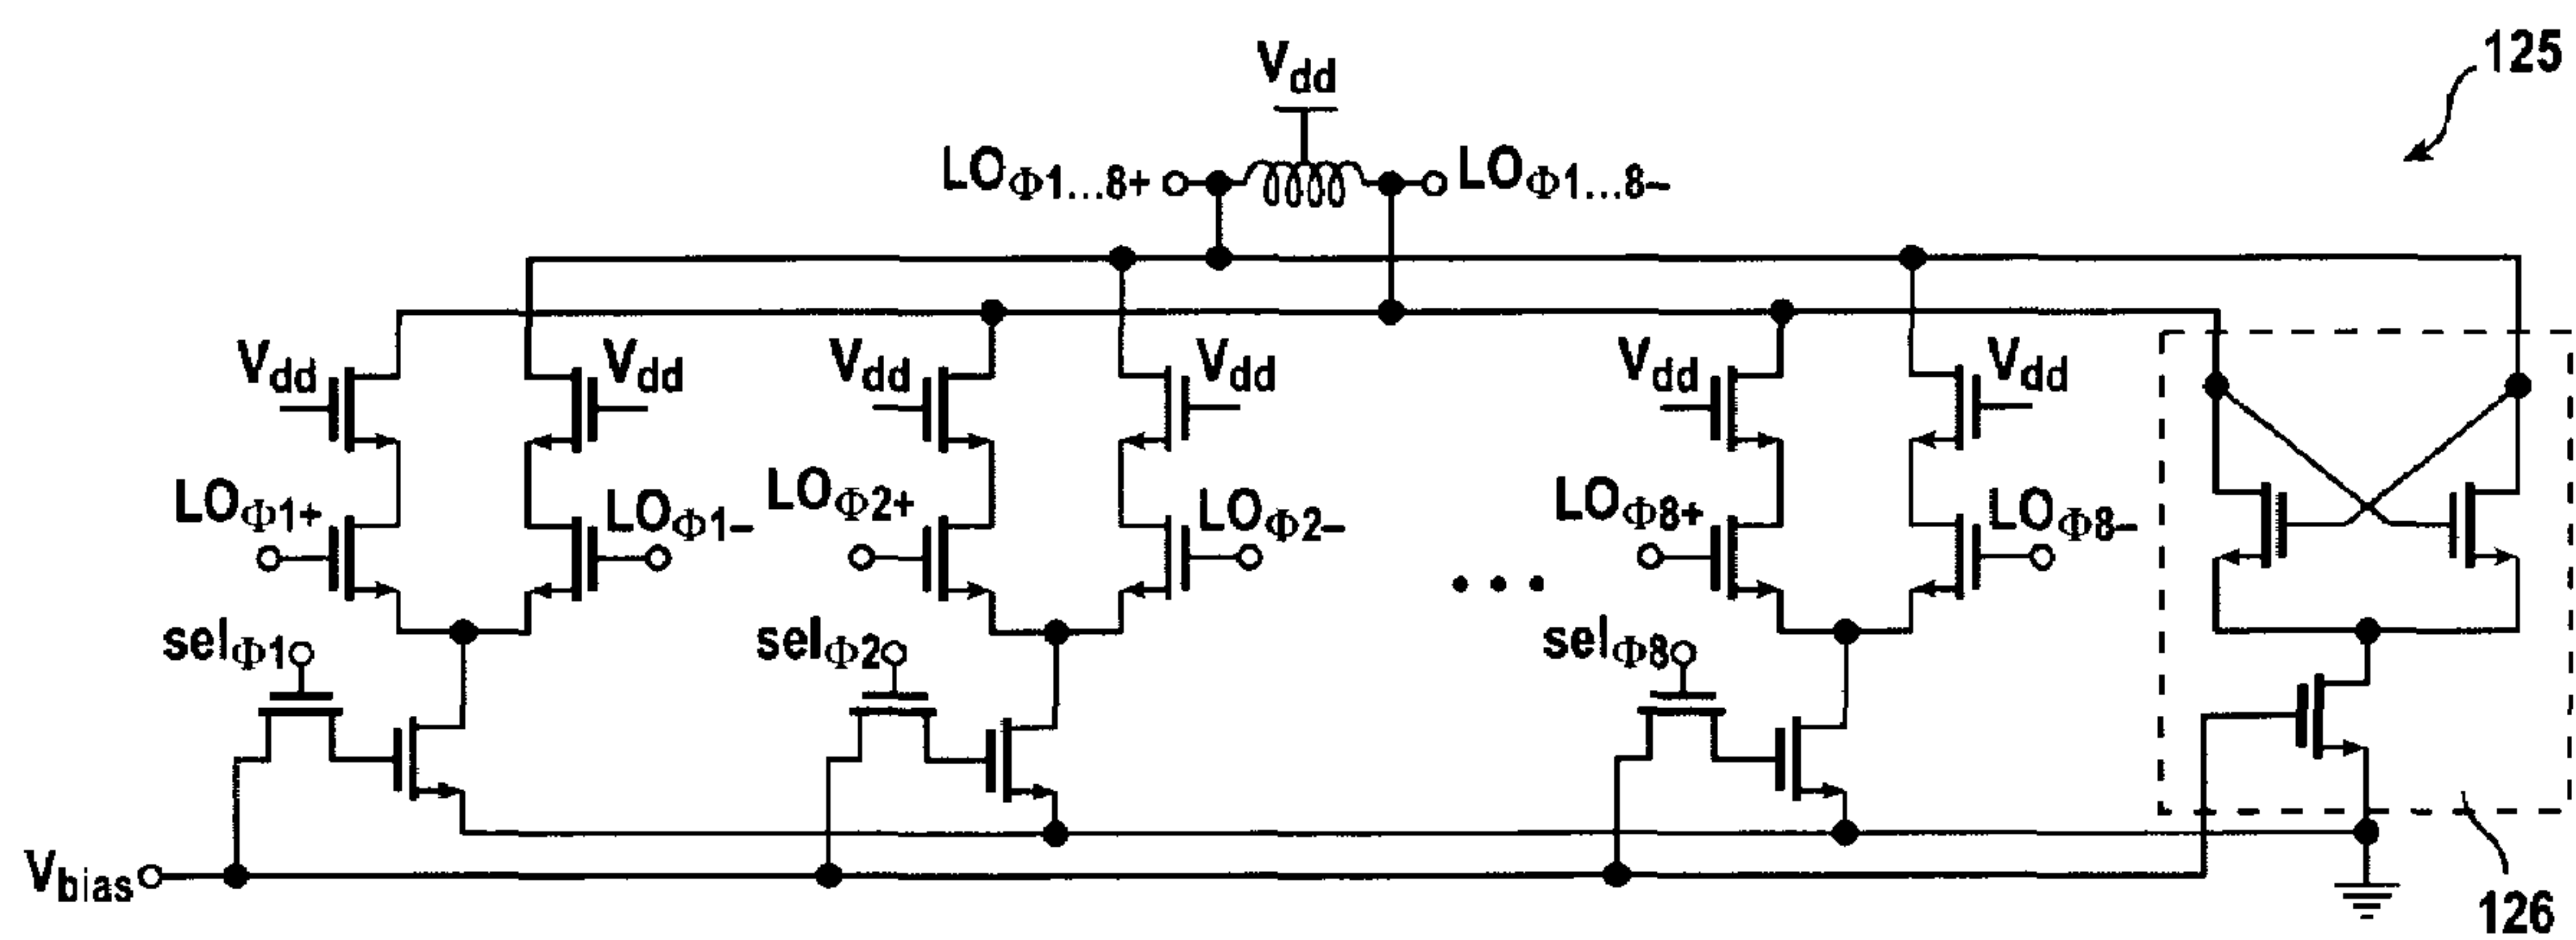 125
Vdd
LOΦ1...8+ LOΦ1...8–
Vdd Vdd Vdd Vdd Vdd Vdd
LOΦ1+ LOΦ1– LOΦ2+ LOΦ2– LOΦ8+ LOΦ8–
• • •
selΦ1 selΦ2 selΦ8
Vbias
126